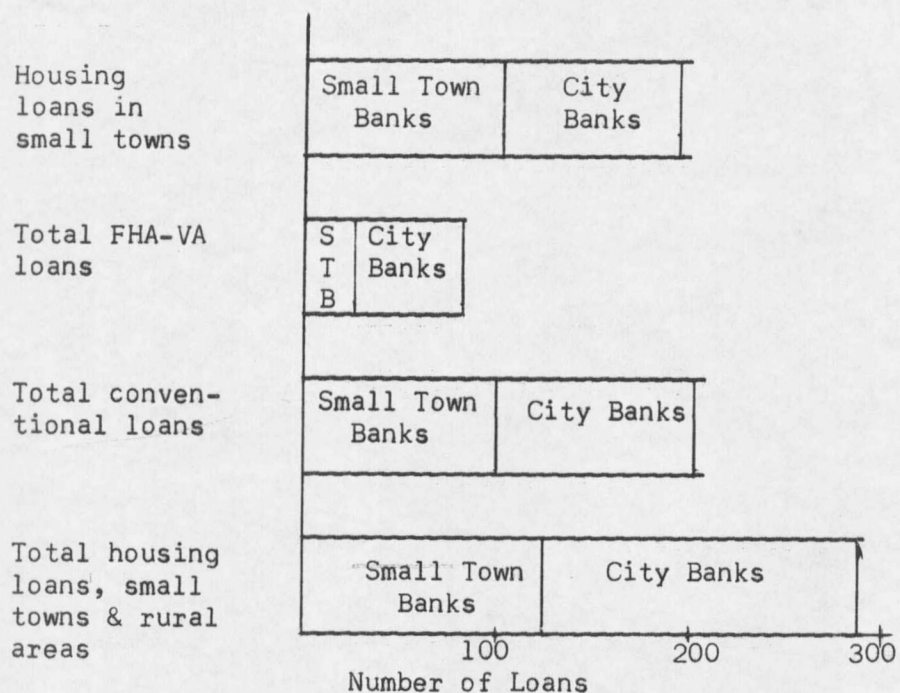 Housing
loans in
small towns
Small Town
Banks
City
Banks
Total FHA-VA
loans
S
T
B
City
Banks
Total conven-
tional loans
Small Town
Banks
City Banks
Total housing
loans, small
towns & rural
areas
Small Town
Banks
City Banks
100
200
300
Number of Loans